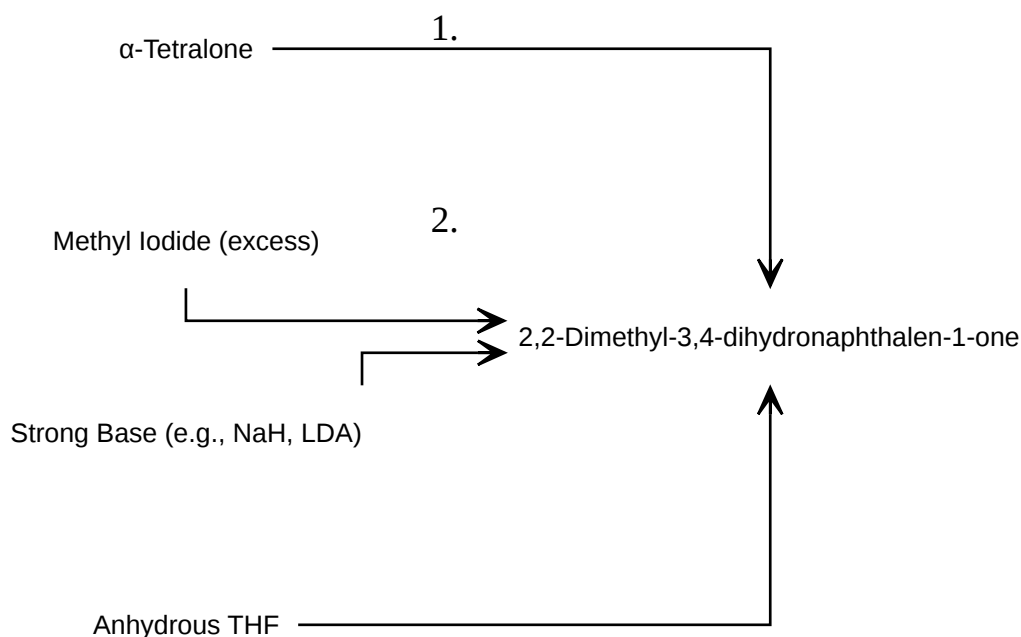 1.
α-Tetralone
2.
Methyl Iodide (excess)
2,2-Dimethyl-3,4-dihydronaphthalen-1-one
Strong Base (e.g., NaH, LDA)
Anhydrous THF